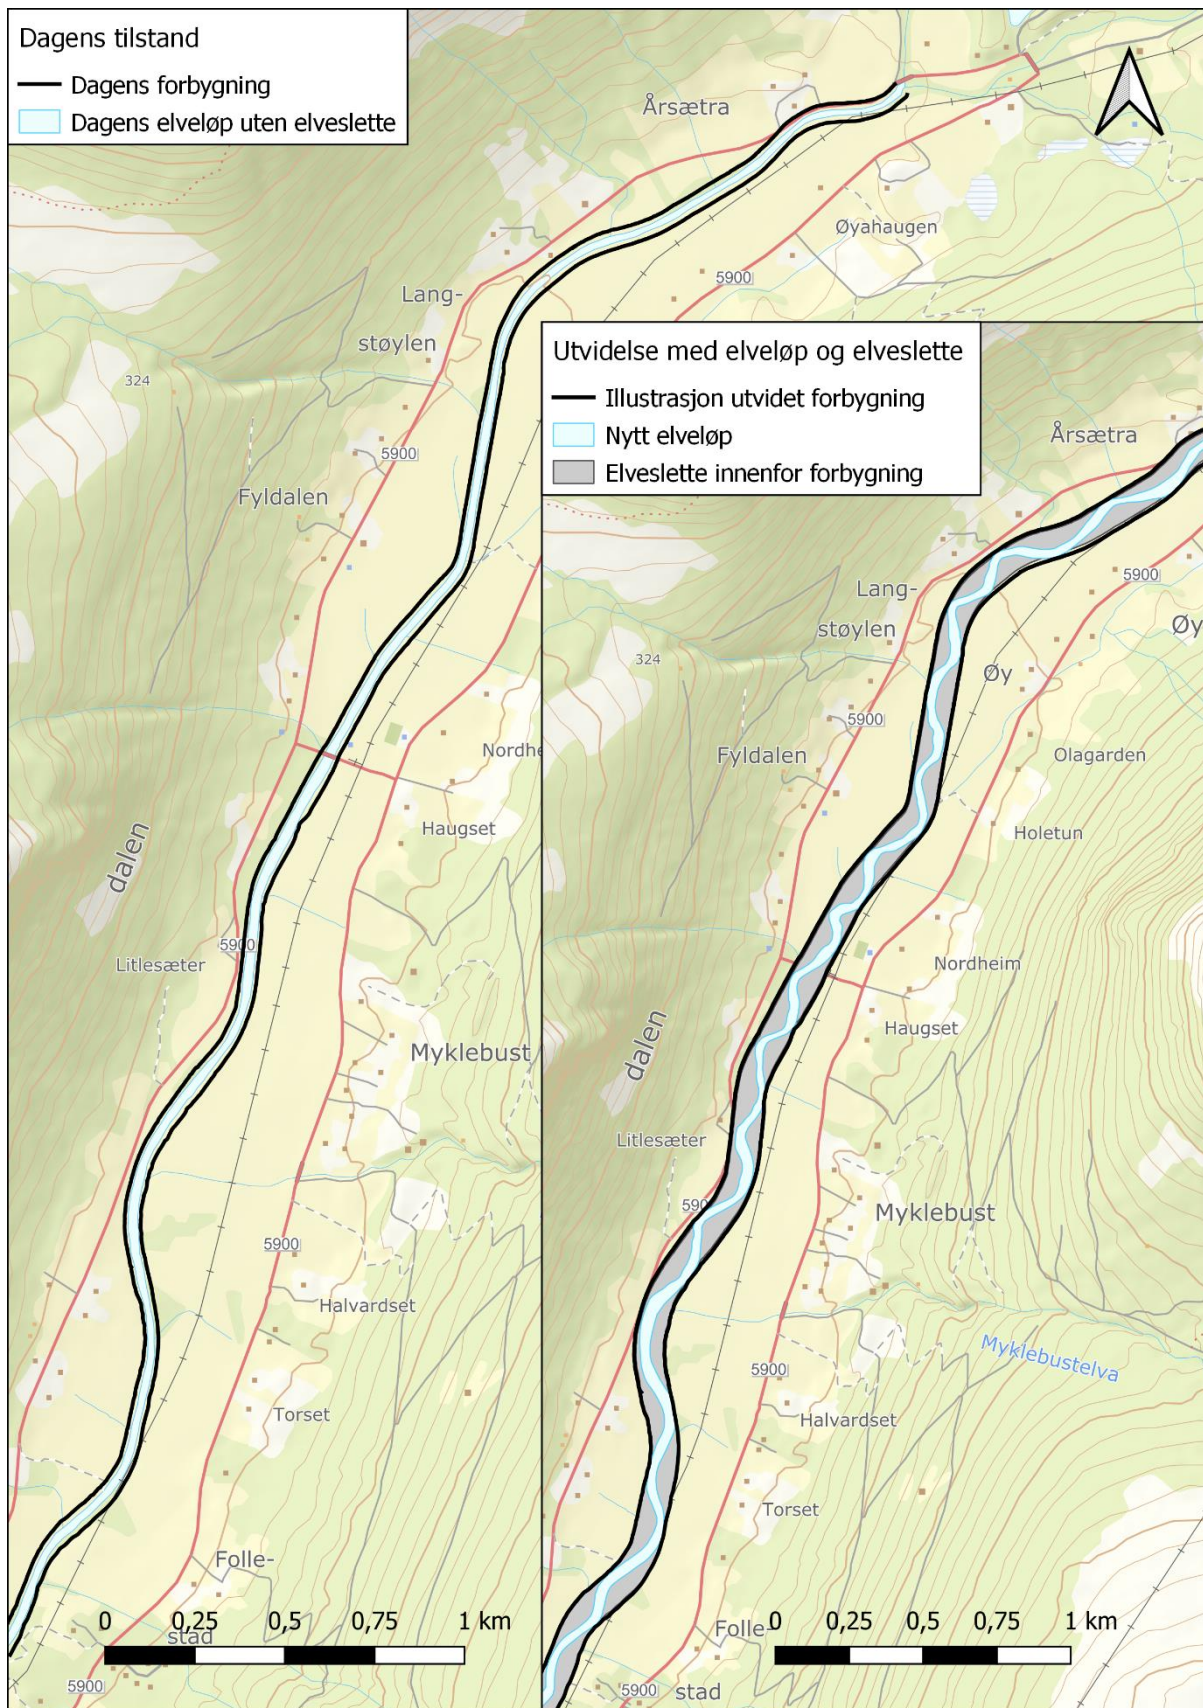 Dagens tilstand
Dagens forbygning
Dagens elveløp uten elveslette
Årsætra
Øyahaugen
5900
Lang-
støylen
324
5900
Fyldalen
Nordhe
Haugset
dalen
5900
Litlesæter
Myklebust
5900
Halvardset
Torset
Folle-
stad
0 0,25 0,5 0,75 1 km
5900
Utvidelse med elveløp og elveslette
Illustrasjon utvidet forbygning
Nytt elveløp
Elveslette innenfor forbygning
Årsætra
5900
Lang-
støylen
Øy
324
Øy
5900
Fyldalen
Olagarden
Holetun
Nordheim
Haugset
dalen
Litlesæter
590
Myklebust
Myklebustelva
5900
Halvardset
Torset
Folle-
stad
0 0,25 0,5 0,75 1 km
5900